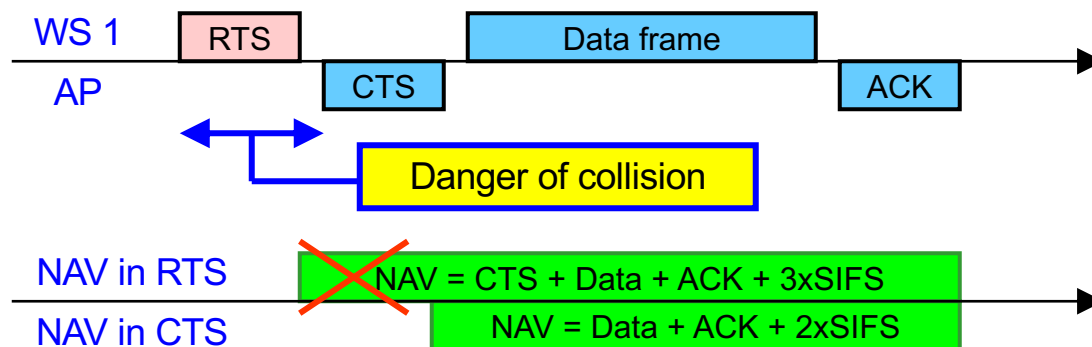 WS 1
RTS
Data frame
AP
CTS
ACK
Danger of collision
NAV in RTS
NAV = CTS + Data + ACK + 3xSIFS
NAV in CTS
NAV = Data + ACK + 2xSIFS